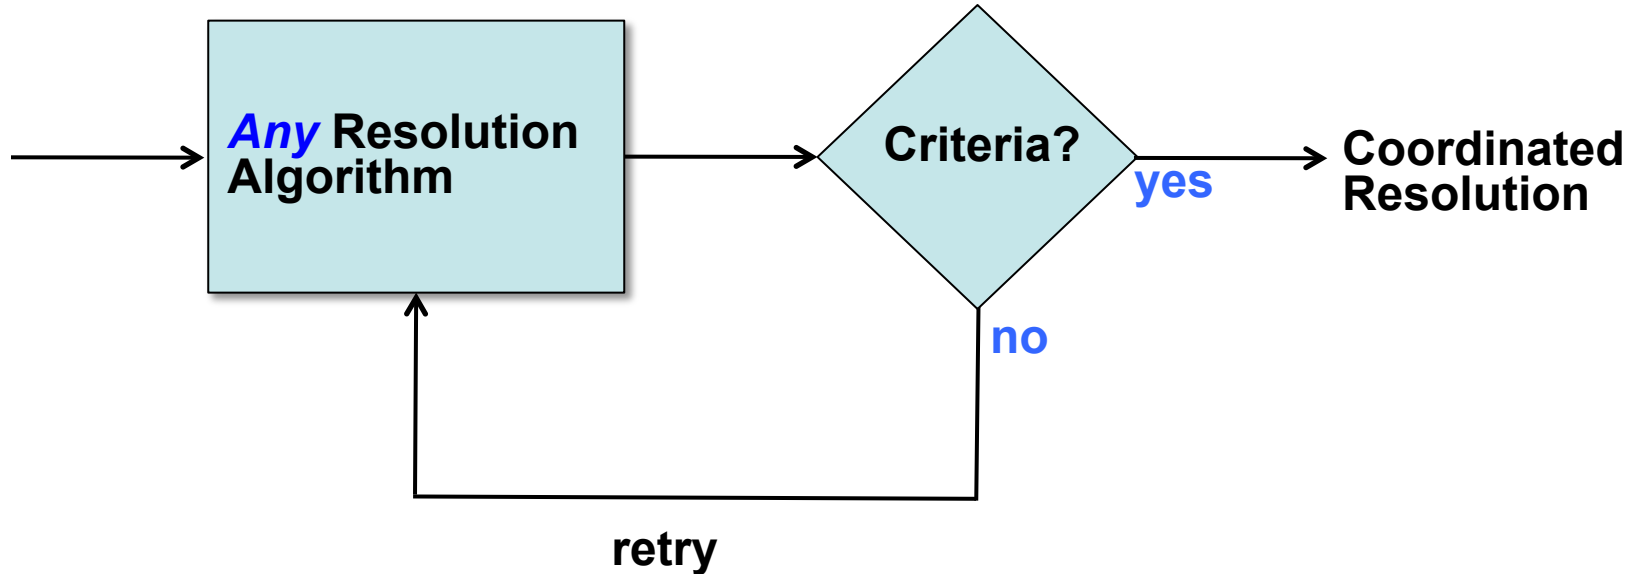 Any Resolution
Algorithm
Criteria?
yes
Coordinated
Resolution
no
retry